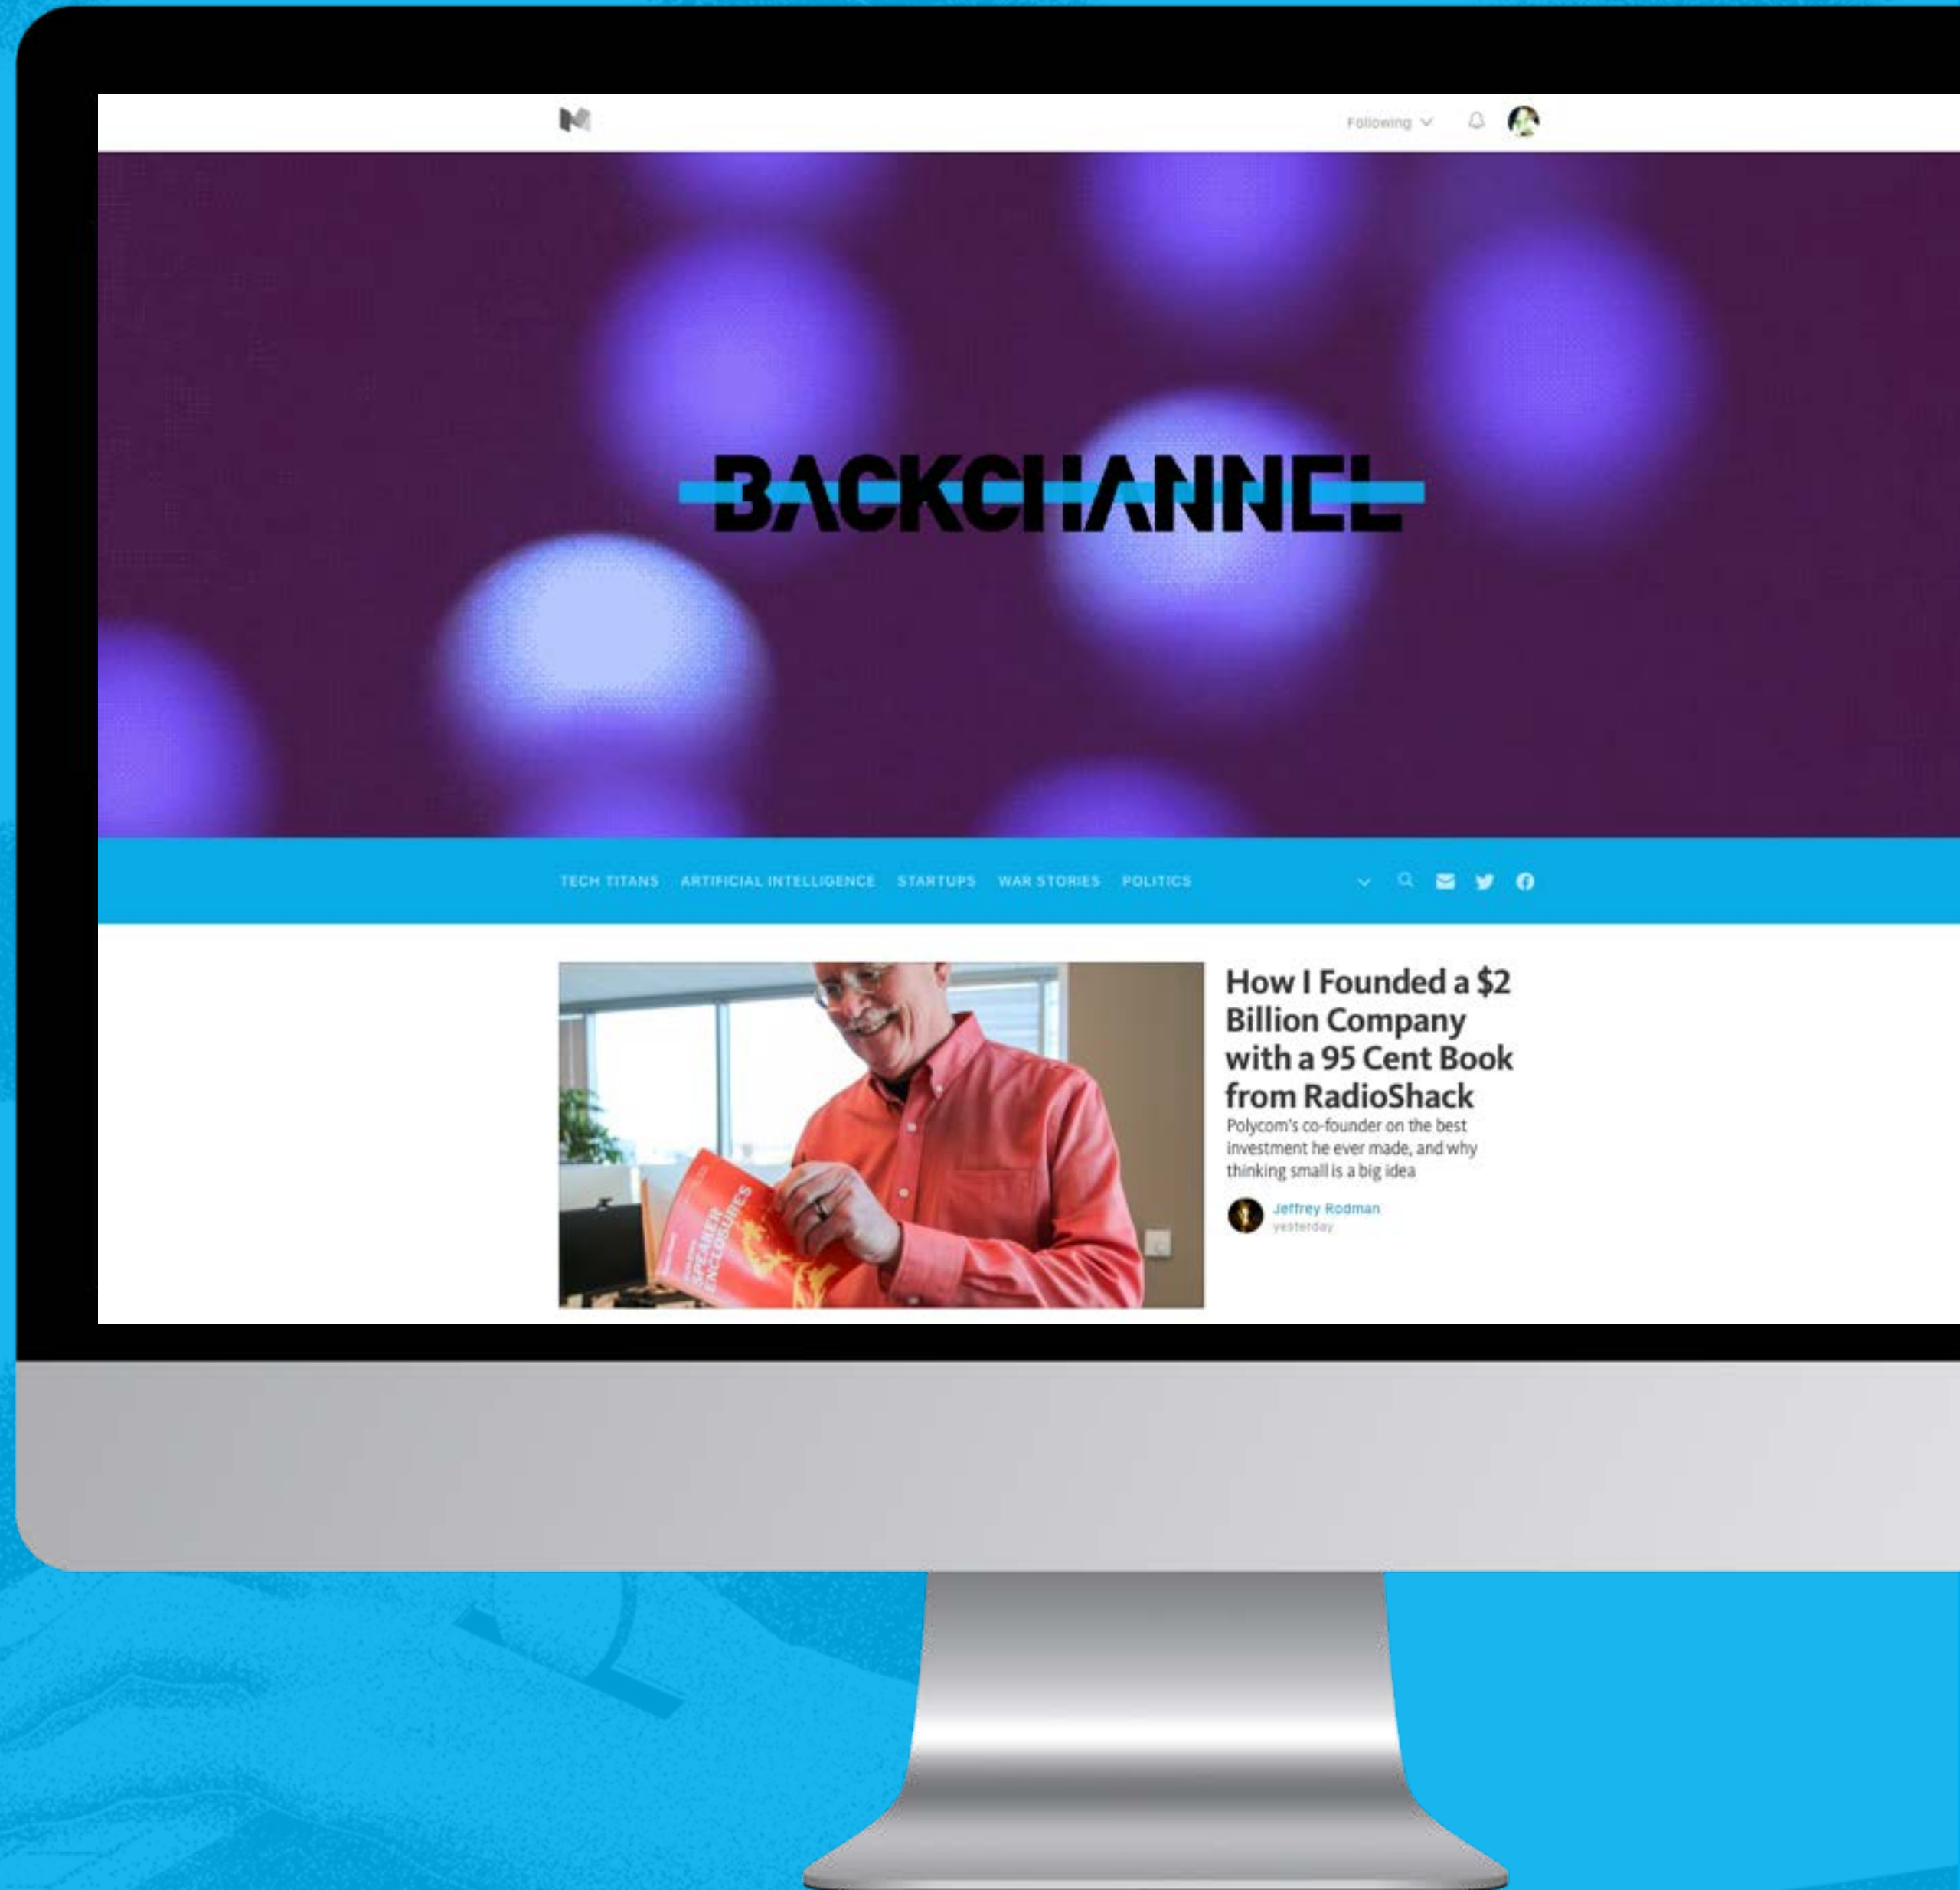 Following
BACKCHANNEL
TECH TITANS ARTIFICIAL INTELLIGENCE STARTUPS WAR STORIES POLITICS
How I Founded a $2
Billion Company
with a 95 Cent Book
from RadioShack
Polycom's co-founder on the best
investment he ever made, and why
thinking small is a big idea
Jeffrey Rodman
yesterday
SPEAKER
ENCLOSURES